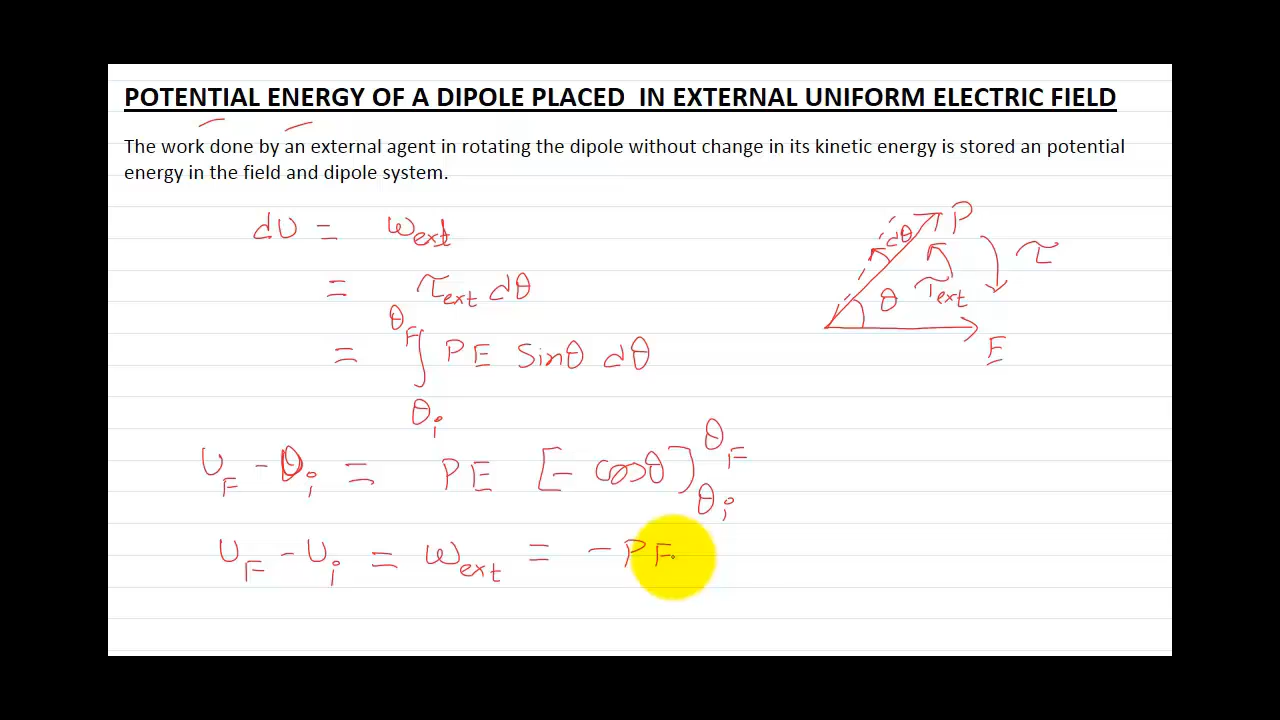 POTENTIAL ENERGY OF A DIPOLE PLACED IN EXTERNAL UNIFORM ELECTRIC FIELD
The work done by an external agent in rotating the dipole without change in its kinetic energy is stored an potential
energy in the field and dipole system.
dU = Wext
= τext dθ
= ∫θi^θF PE Sinθ dθ
UF - Ui = PE [- cosθ]θi^θF
UF - Ui = Wext = - PE
P
dθ
τ
θ
τext
E